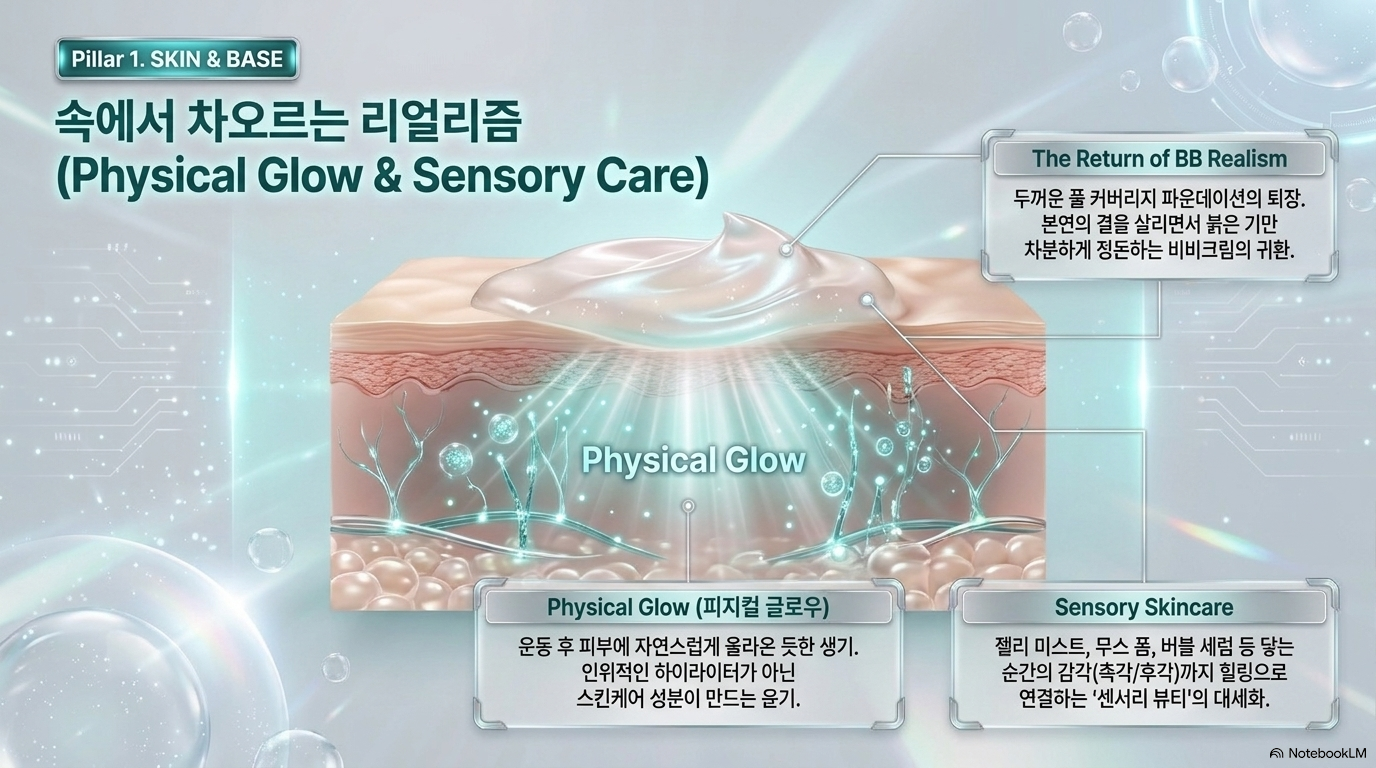 Pillar 1. SKIN & BASE
속에서 차오르는 리얼리즘
(Physical Glow & Sensory Care)
The Return of BB Realism
두꺼운 풀 커버리지 파운데이션의 퇴장.
본연의 결을 살리면서 붉은 기만
차분하게 정돈하는 비비크림의 귀환.
Physical Glow
Physical Glow (피지컬 글로우)
운동 후 피부에 자연스럽게 올라온 듯한 생기.
인위적인 하이라이터가 아닌
스킨케어 성분이 만드는 윤기.
Sensory Skincare
젤리 미스트, 무스 폼, 버블 세럼 등 닿는
순간의 감각(촉각/후각)까지 힐링으로
연결하는 '센서리 뷰티'의 대세화.
NotebookLM